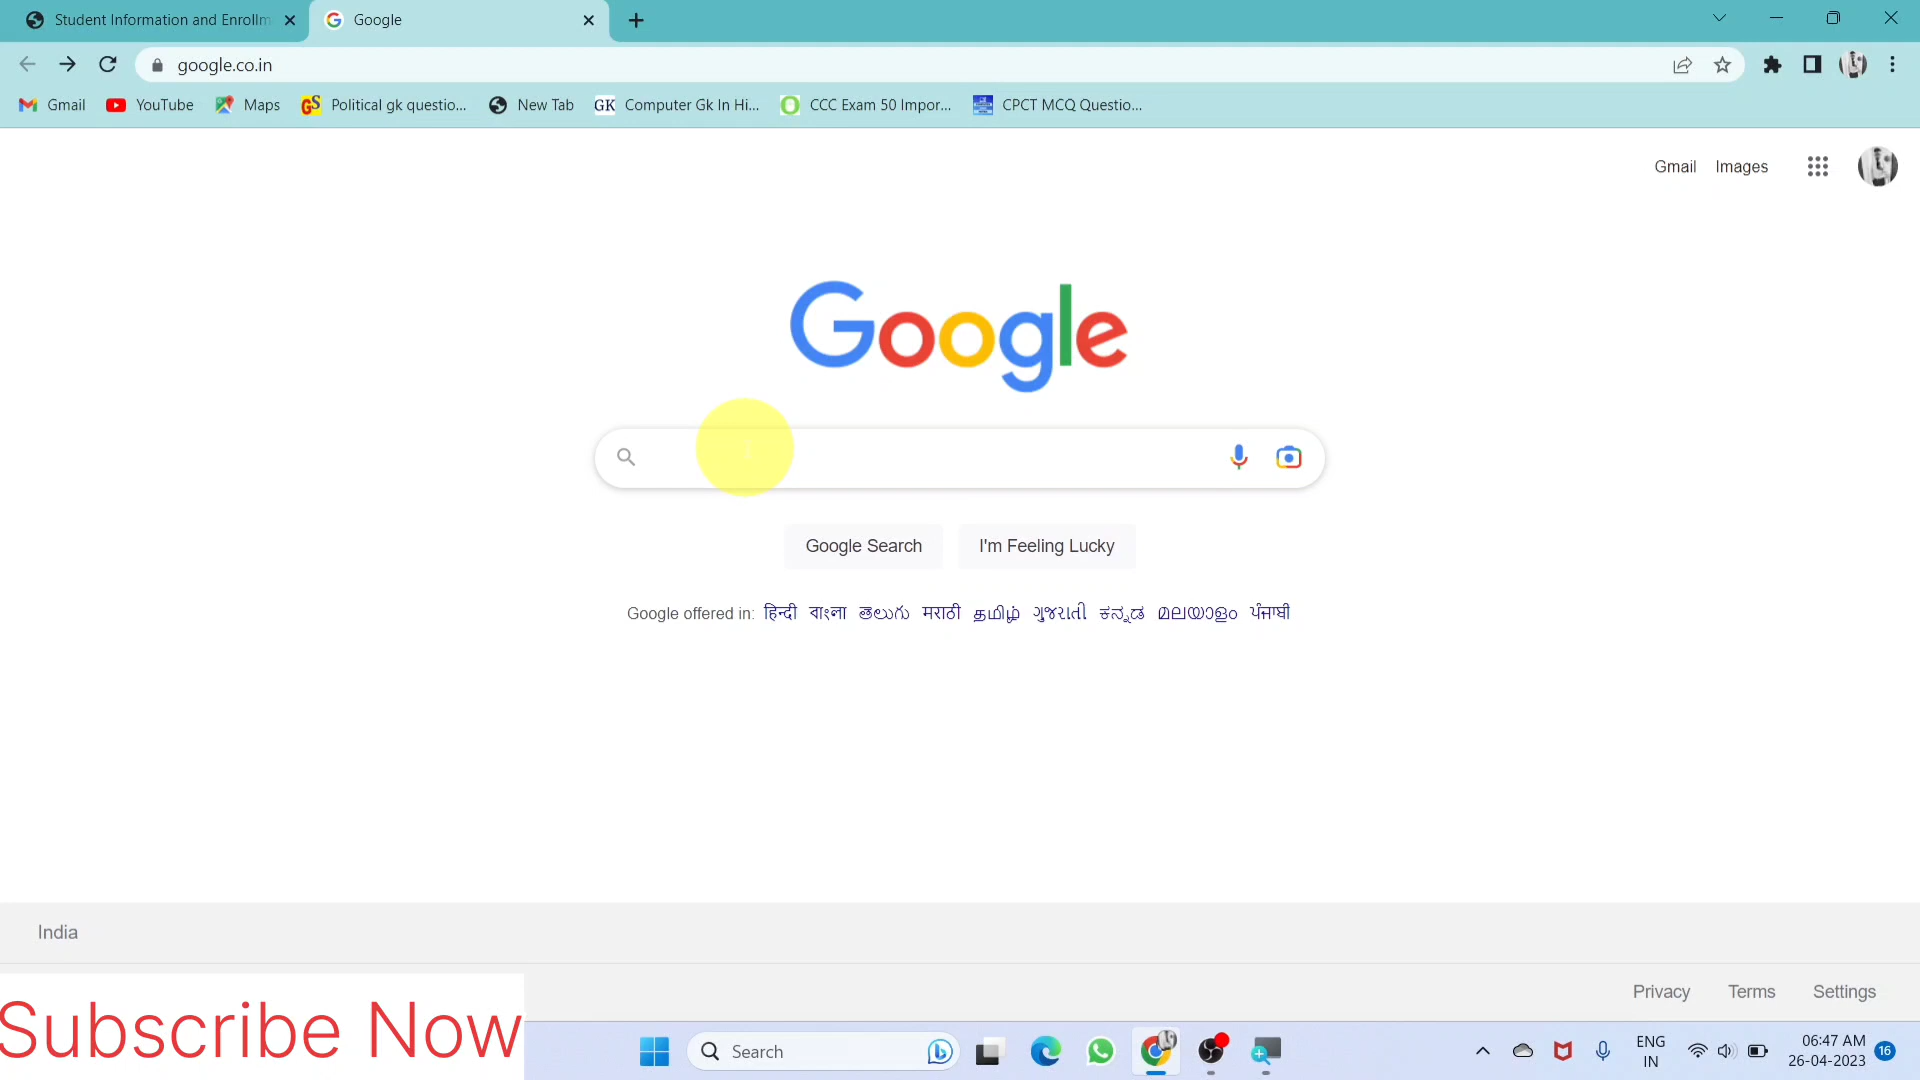 Student Information and Enrollm
Google
google.co.in
Gmail
YouTube
Maps
GS Political gk questio...
New Tab
GK Computer Gk In Hi...
CCC Exam 50 Impor...
CPCT MCQ Questio...
Gmail Images
Google
Google Search
I'm Feeling Lucky
Google offered in: हिन्दी বাংলা తెలుగు मराठी தமிழ் ગુજરાતી ಕನ್ನಡ മലയാളം ਪੰਜਾਬੀ
India
Privacy Terms Settings
Subscribe Now
Search
ENG
IN
06:47 AM
26-04-2023
16